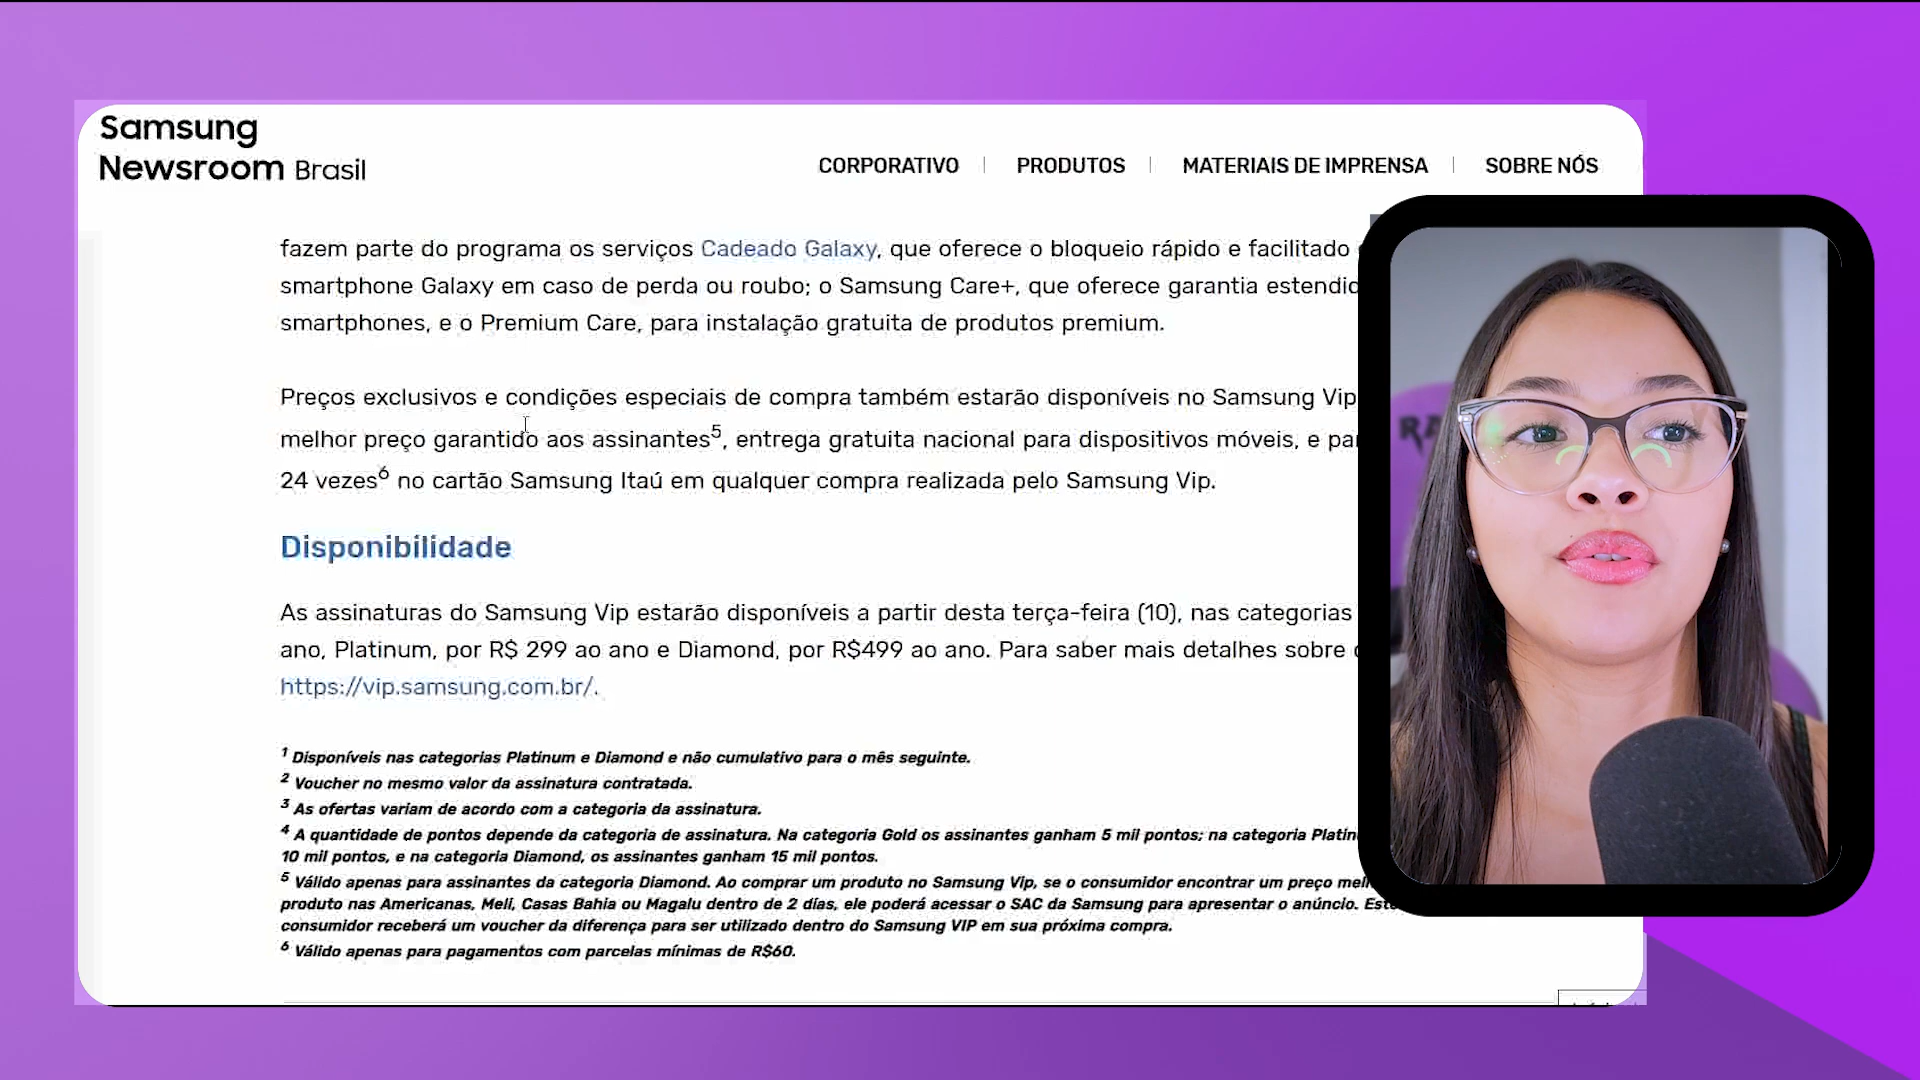 Samsung
Newsroom Brasil
CORPORATIVO
PRODUTOS
MATERIAIS DE IMPRENSA
SOBRE NÓS
fazem parte do programa os serviços Cadeado Galaxy, que oferece o bloqueio rápido e facilitado
smartphone Galaxy em caso de perda ou roubo; o Samsung Care+, que oferece garantia
smartphones, e o Premium Care, para instalação gratuita de produtos premium.
Preços exclusivos e condições especiais de compra também estarão disponíveis no Samsung Vip
melhor preço garantido aos assinantes⁵, entrega gratuita nacional para dispositivos móveis, e
24 vezes⁶ no cartão Samsung Itaú em qualquer compra realizada pelo Samsung Vip.
Disponibilidade
As assinaturas do Samsung Vip estarão disponíveis a partir desta terça-feira (10), nas categorias
ano, Platinum, por R$ 299 ao ano e Diamond, por R$499 ao ano. Para saber mais detalhes sobre
https://vip.samsung.com.br/.
¹ Disponíveis nas categorias Platinum e Diamond e não cumulativo para o mês seguinte.
² Voucher no mesmo valor da assinatura contratada.
³ As ofertas variam de acordo com a categoria da assinatura.
⁴ A quantidade de pontos depende da categoria de assinatura. Na categoria Gold os assinantes ganham 5 mil pontos; na categoria
10 mil pontos, e na categoria Diamond, os assinantes ganham 15 mil pontos.
⁵ Válido apenas para assinantes da categoria Diamond. Ao comprar um produto no Samsung Vip, se o consumidor encontrar um preço
produto nas Americanas, Meli, Casas Bahia ou Magalu dentro de 2 dias, ele poderá acessar o SAC da Samsung para apresentar o anúncio.
consumidor receberá um voucher da diferença para ser utilizado dentro do Samsung VIP em sua próxima compra.
⁶ Válido apenas para pagamentos com parcelas mínimas de R$60.